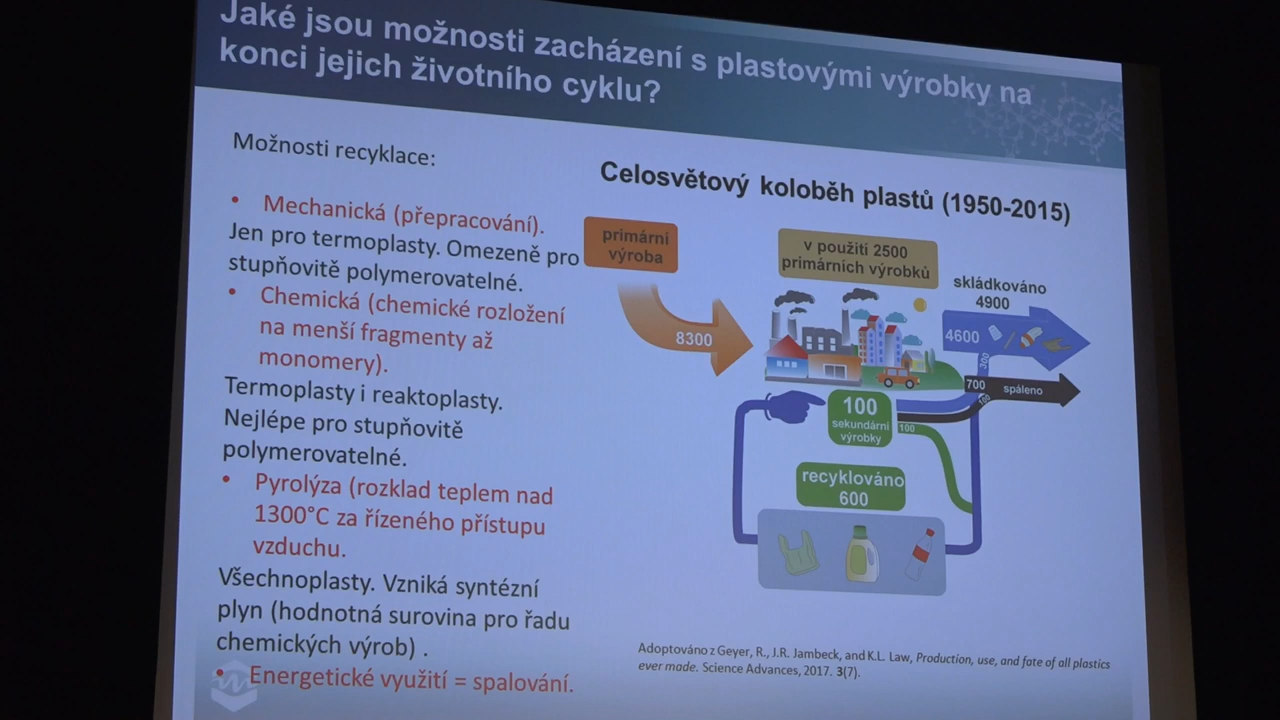 Jaké jsou možnosti zacházení s plastovými výrobky na
konci jejich životního cyklu?
Možnosti recyklace:
• Mechanická (přepracování).
Jen pro termoplasty. Omezeně pro
stupňovitě polymerovatelné.
• Chemická (chemické rozložení
na menší fragmenty až
monomery).
Termoplasty i reaktoplasty.
Nejlépe pro stupňovitě
polymerovatelné.
• Pyrolýza (rozklad teplem nad
1300°C za řízeného přístupu
vzduchu.
Všechnoplasty. Vzniká syntézní
plyn (hodnotná surovina pro řadu
chemických výrob) .
• Energetické využití = spalování.
Celosvětový koloběh plastů (1950-2015)
primární
výroba
8300
v použití 2500
primárních výrobků
skládkováno
4900
4600
300
700 spáleno
100
100
sekundární
výrobky
100
recyklováno
600
Adoptováno z Geyer, R., J.R. Jambeck, and K.L. Law, Production, use, and fate of all plastics
ever made. Science Advances, 2017. 3(7).